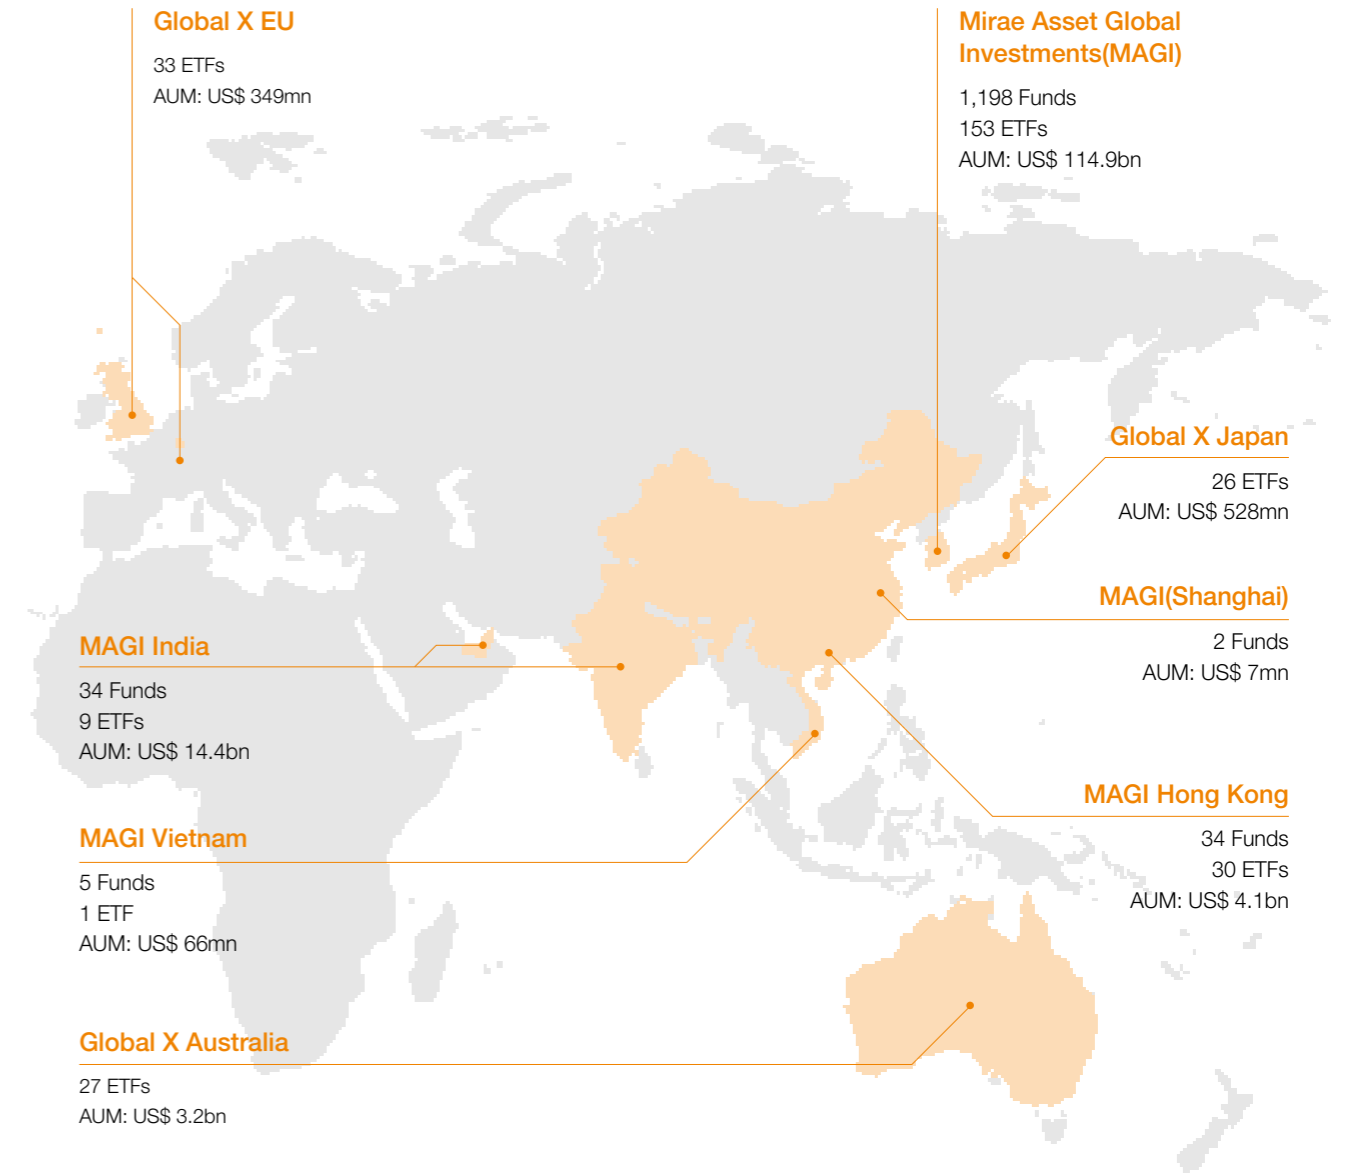 Global X EU
33 ETFs
AUM: US$ 349mn
Mirae Asset Global
Investments(MAGI)
1,198 Funds
153 ETFs
AUM: US$ 114.9bn
Global X Japan
26 ETFs
AUM: US$ 528mn
MAGI(Shanghai)
2 Funds
AUM: US$ 7mn
MAGI India
34 Funds
9 ETFs
AUM: US$ 14.4bn
MAGI Hong Kong
34 Funds
30 ETFs
AUM: US$ 4.1bn
MAGI Vietnam
5 Funds
1 ETF
AUM: US$ 66mn
Global X Australia
27 ETFs
AUM: US$ 3.2bn